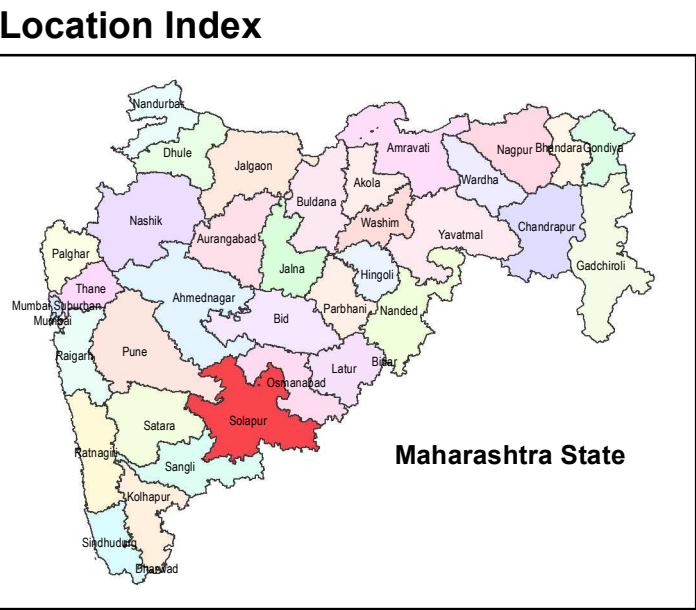 Location Index
Nandurbar
Dhule
Jalgaon
Amravati
Nagpur
Bhandara
Gondiya
Akola
Wardha
Buldana
Nashik
Aurangabad
Washim
Yavatmal
Chandrapur
Palghar
Jalna
Hingoli
Gadchiroli
Thane
Ahmednagar
Mumbai Suburban
Mumbai
Bid
Parbhani
Nanded
Raigarh
Pune
Latur
Bidar
Osmanabad
Satara
Solapur
Ratnagiri
Sangli
Maharashtra State
Kolhapur
Sindhudurg
Dharwad